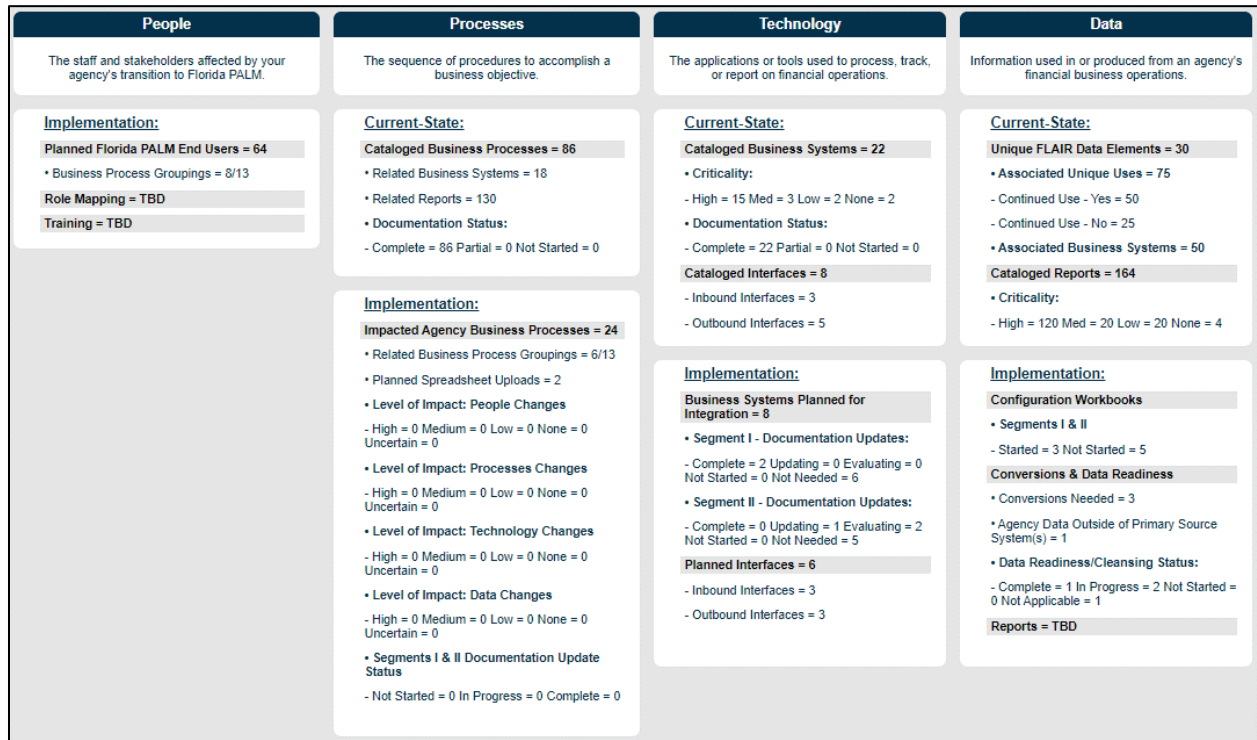 People
The staff and stakeholders affected by your
agency's transition to Florida PALM.
Implementation:
Planned Florida PALM End Users = 64
• Business Process Groupings = 8/13
Role Mapping = TBD
Training = TBD
Processes
The sequence of procedures to accomplish a
business objective.
Current-State:
Cataloged Business Processes = 86
• Related Business Systems = 18
• Related Reports = 130
• Documentation Status:
- Complete = 86 Partial = 0 Not Started = 0
Implementation:
Impacted Agency Business Processes = 24
• Related Business Process Groupings = 6/13
• Planned Spreadsheet Uploads = 2
• Level of Impact: People Changes
- High = 0 Medium = 0 Low = 0 None = 0
Uncertain = 0
• Level of Impact: Processes Changes
- High = 0 Medium = 0 Low = 0 None = 0
Uncertain = 0
• Level of Impact: Technology Changes
- High = 0 Medium = 0 Low = 0 None = 0
Uncertain = 0
• Level of Impact: Data Changes
- High = 0 Medium = 0 Low = 0 None = 0
Uncertain = 0
• Segments I & II Documentation Update
Status
- Not Started = 0 In Progress = 0 Complete = 0
Technology
The applications or tools used to process, track,
or report on financial operations.
Current-State:
Cataloged Business Systems = 22
• Criticality:
- High = 15 Med = 3 Low = 2 None = 2
• Documentation Status:
- Complete = 22 Partial = 0 Not Started = 0
Cataloged Interfaces = 8
- Inbound Interfaces = 3
- Outbound Interfaces = 5
Implementation:
Business Systems Planned for
Integration = 8
• Segment I - Documentation Updates:
- Complete = 2 Updating = 0 Evaluating = 0
Not Started = 0 Not Needed = 6
• Segment II - Documentation Updates:
- Complete = 0 Updating = 1 Evaluating = 2
Not Started = 0 Not Needed = 5
Planned Interfaces = 6
- Inbound Interfaces = 3
- Outbound Interfaces = 3
Data
Information used in or produced from an agency's
financial business operations.
Current-State:
Unique FLAIR Data Elements = 30
• Associated Unique Uses = 75
- Continued Use - Yes = 50
- Continued Use - No = 25
• Associated Business Systems = 50
Cataloged Reports = 164
• Criticality:
- High = 120 Med = 20 Low = 20 None = 4
Implementation:
Configuration Workbooks
• Segments I & II
- Started = 3 Not Started = 5
Conversions & Data Readiness
• Conversions Needed = 3
• Agency Data Outside of Primary Source
System(s) = 1
• Data Readiness/Cleansing Status:
- Complete = 1 In Progress = 2 Not Started =
0 Not Applicable = 1
Reports = TBD